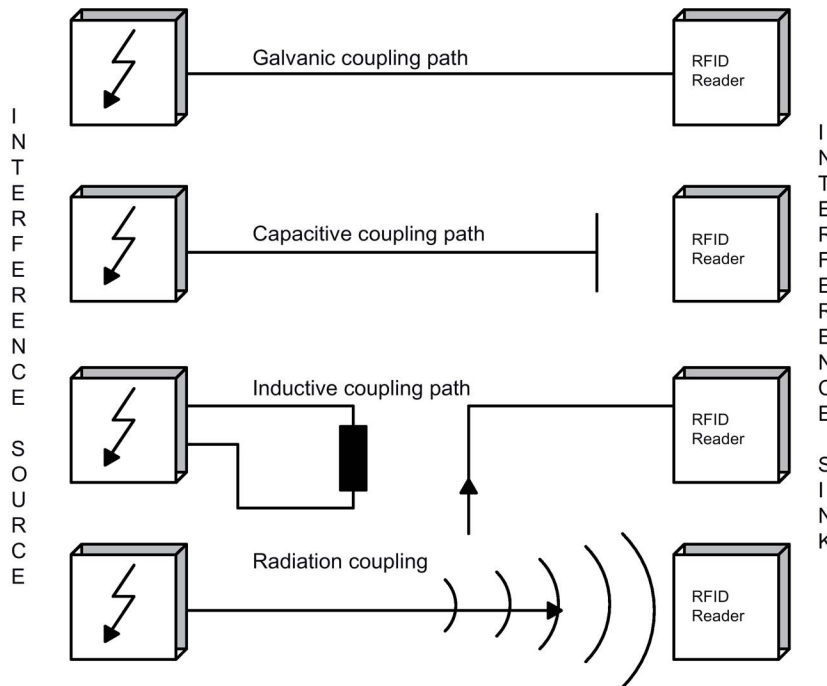 INTERFERENCE SOURCE
Galvanic coupling path
RFID
Reader
Capacitive coupling path
RFID
Reader
Inductive coupling path
RFID
Reader
Radiation coupling
RFID
Reader
INTERFERENCE SINK